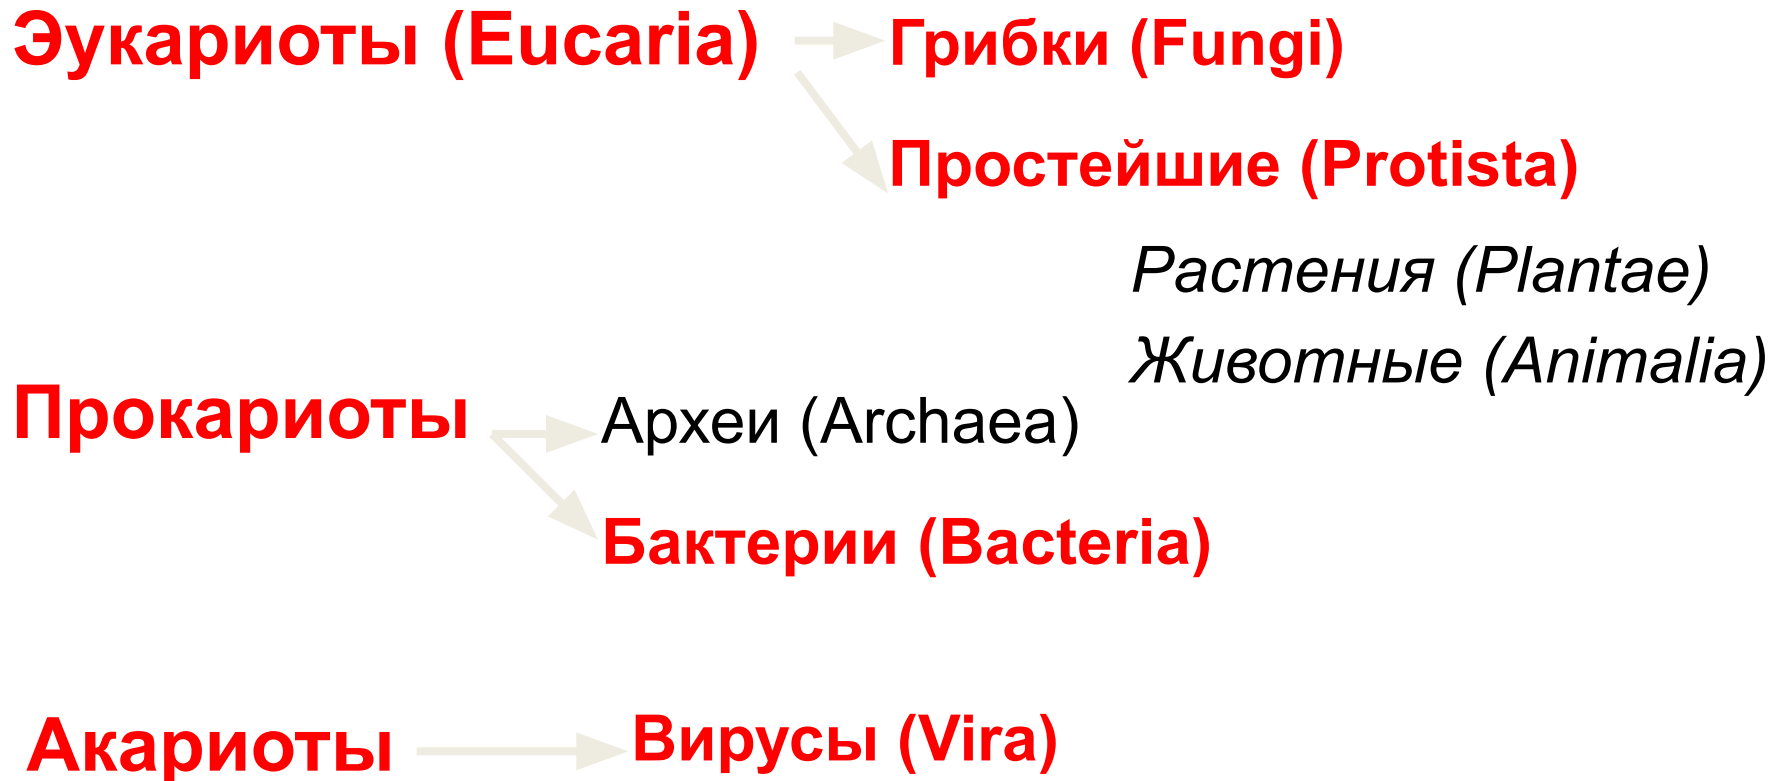 Эукариоты (Eucaria)
Грибки (Fungi)
Простейшие (Protista)
Растения (Plantae)
Животные (Animalia)
Прокариоты
Археи (Archaea)
Бактерии (Bacteria)
Акариоты
Вирусы (Vira)